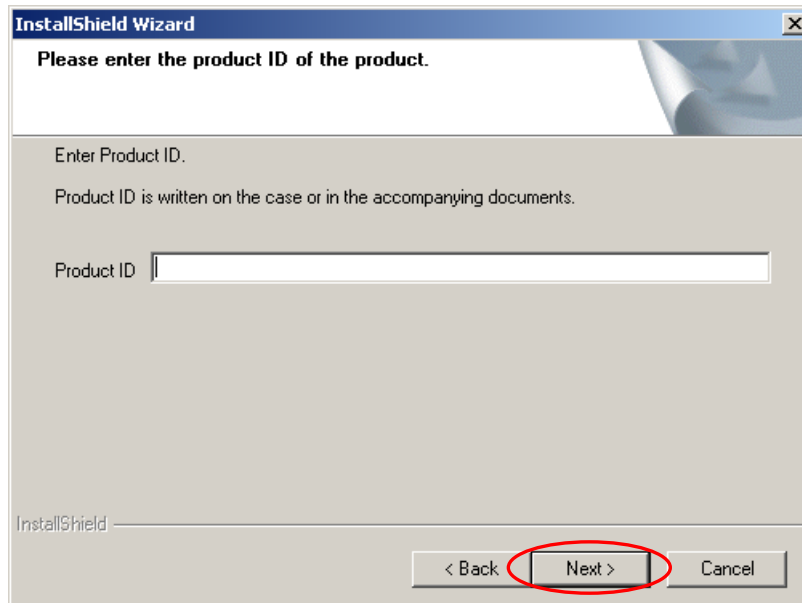 InstallShield Wizard
Please enter the product ID of the product.
Enter Product ID.
Product ID is written on the case or in the accompanying documents.
Product ID
InstallShield
< Back Next > Cancel